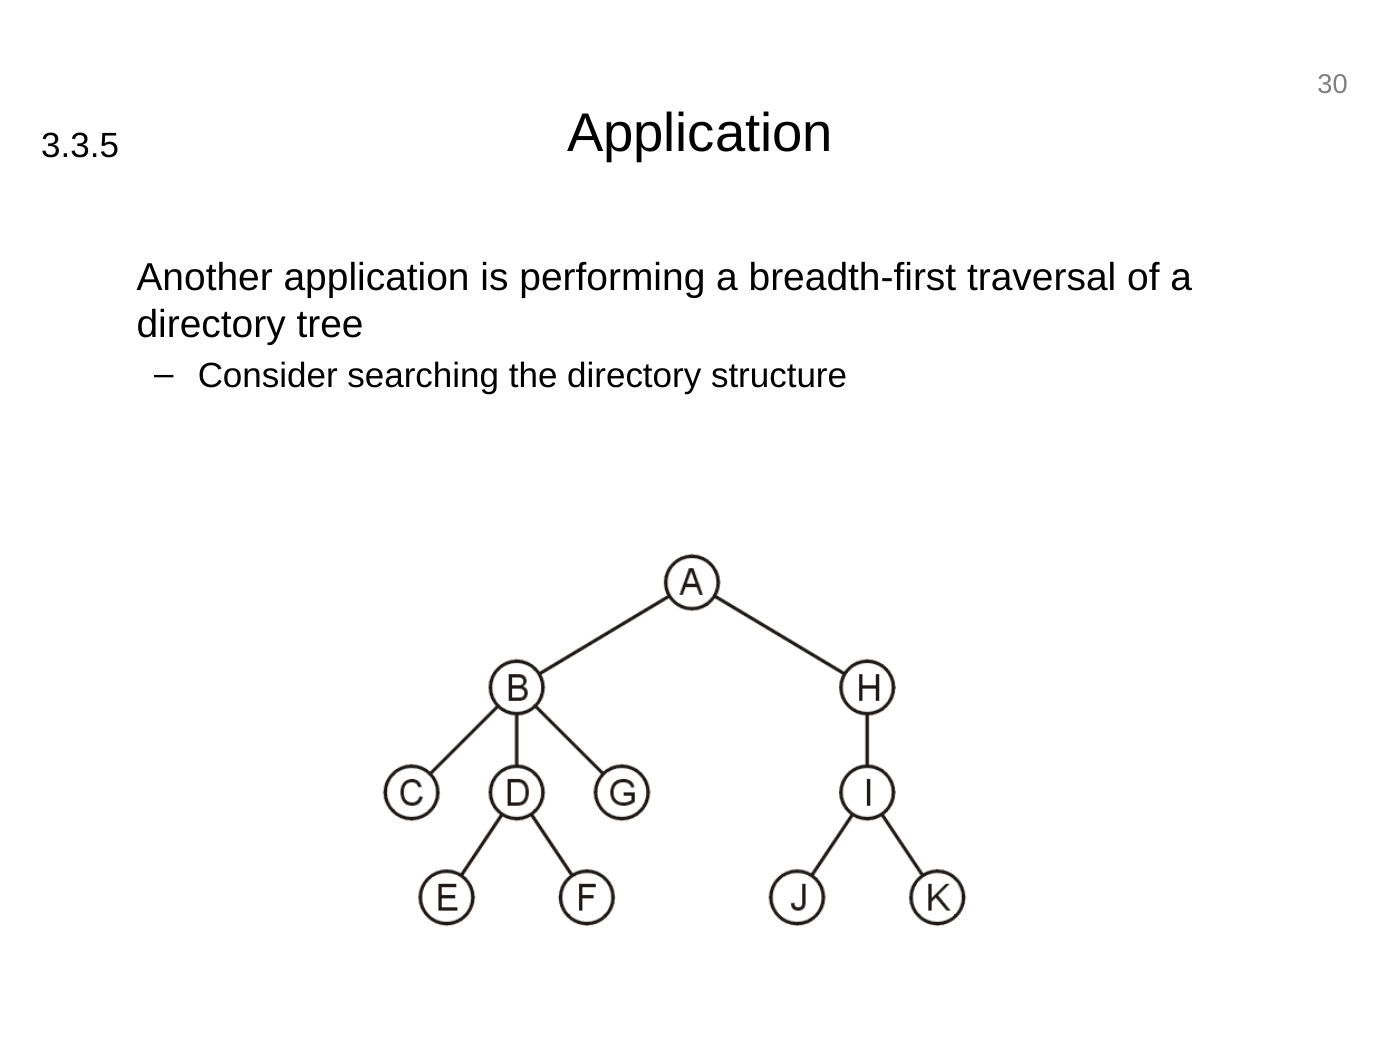 30
3.3.5
Application
Another application is performing a breadth-first traversal of a
directory tree
– Consider searching the directory structure
A
B H
C D G I
E F J K